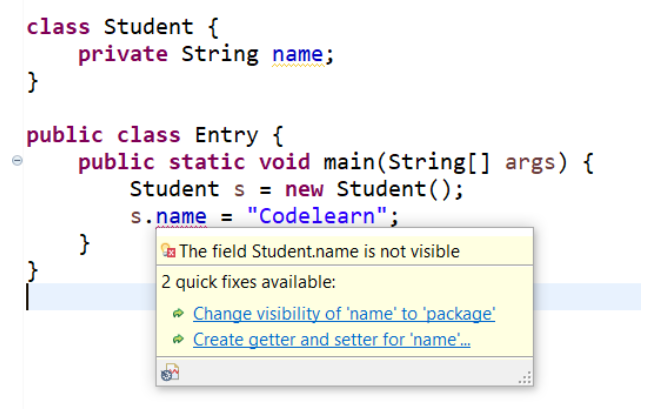 class Student {
    private String name;
}

public class Entry {
    public static void main(String[] args) {
        Student s = new Student();
        s.name = "Codelearn";
    }
}
The field Student.name is not visible
2 quick fixes available:
Change visibility of 'name' to 'package'
Create getter and setter for 'name'...